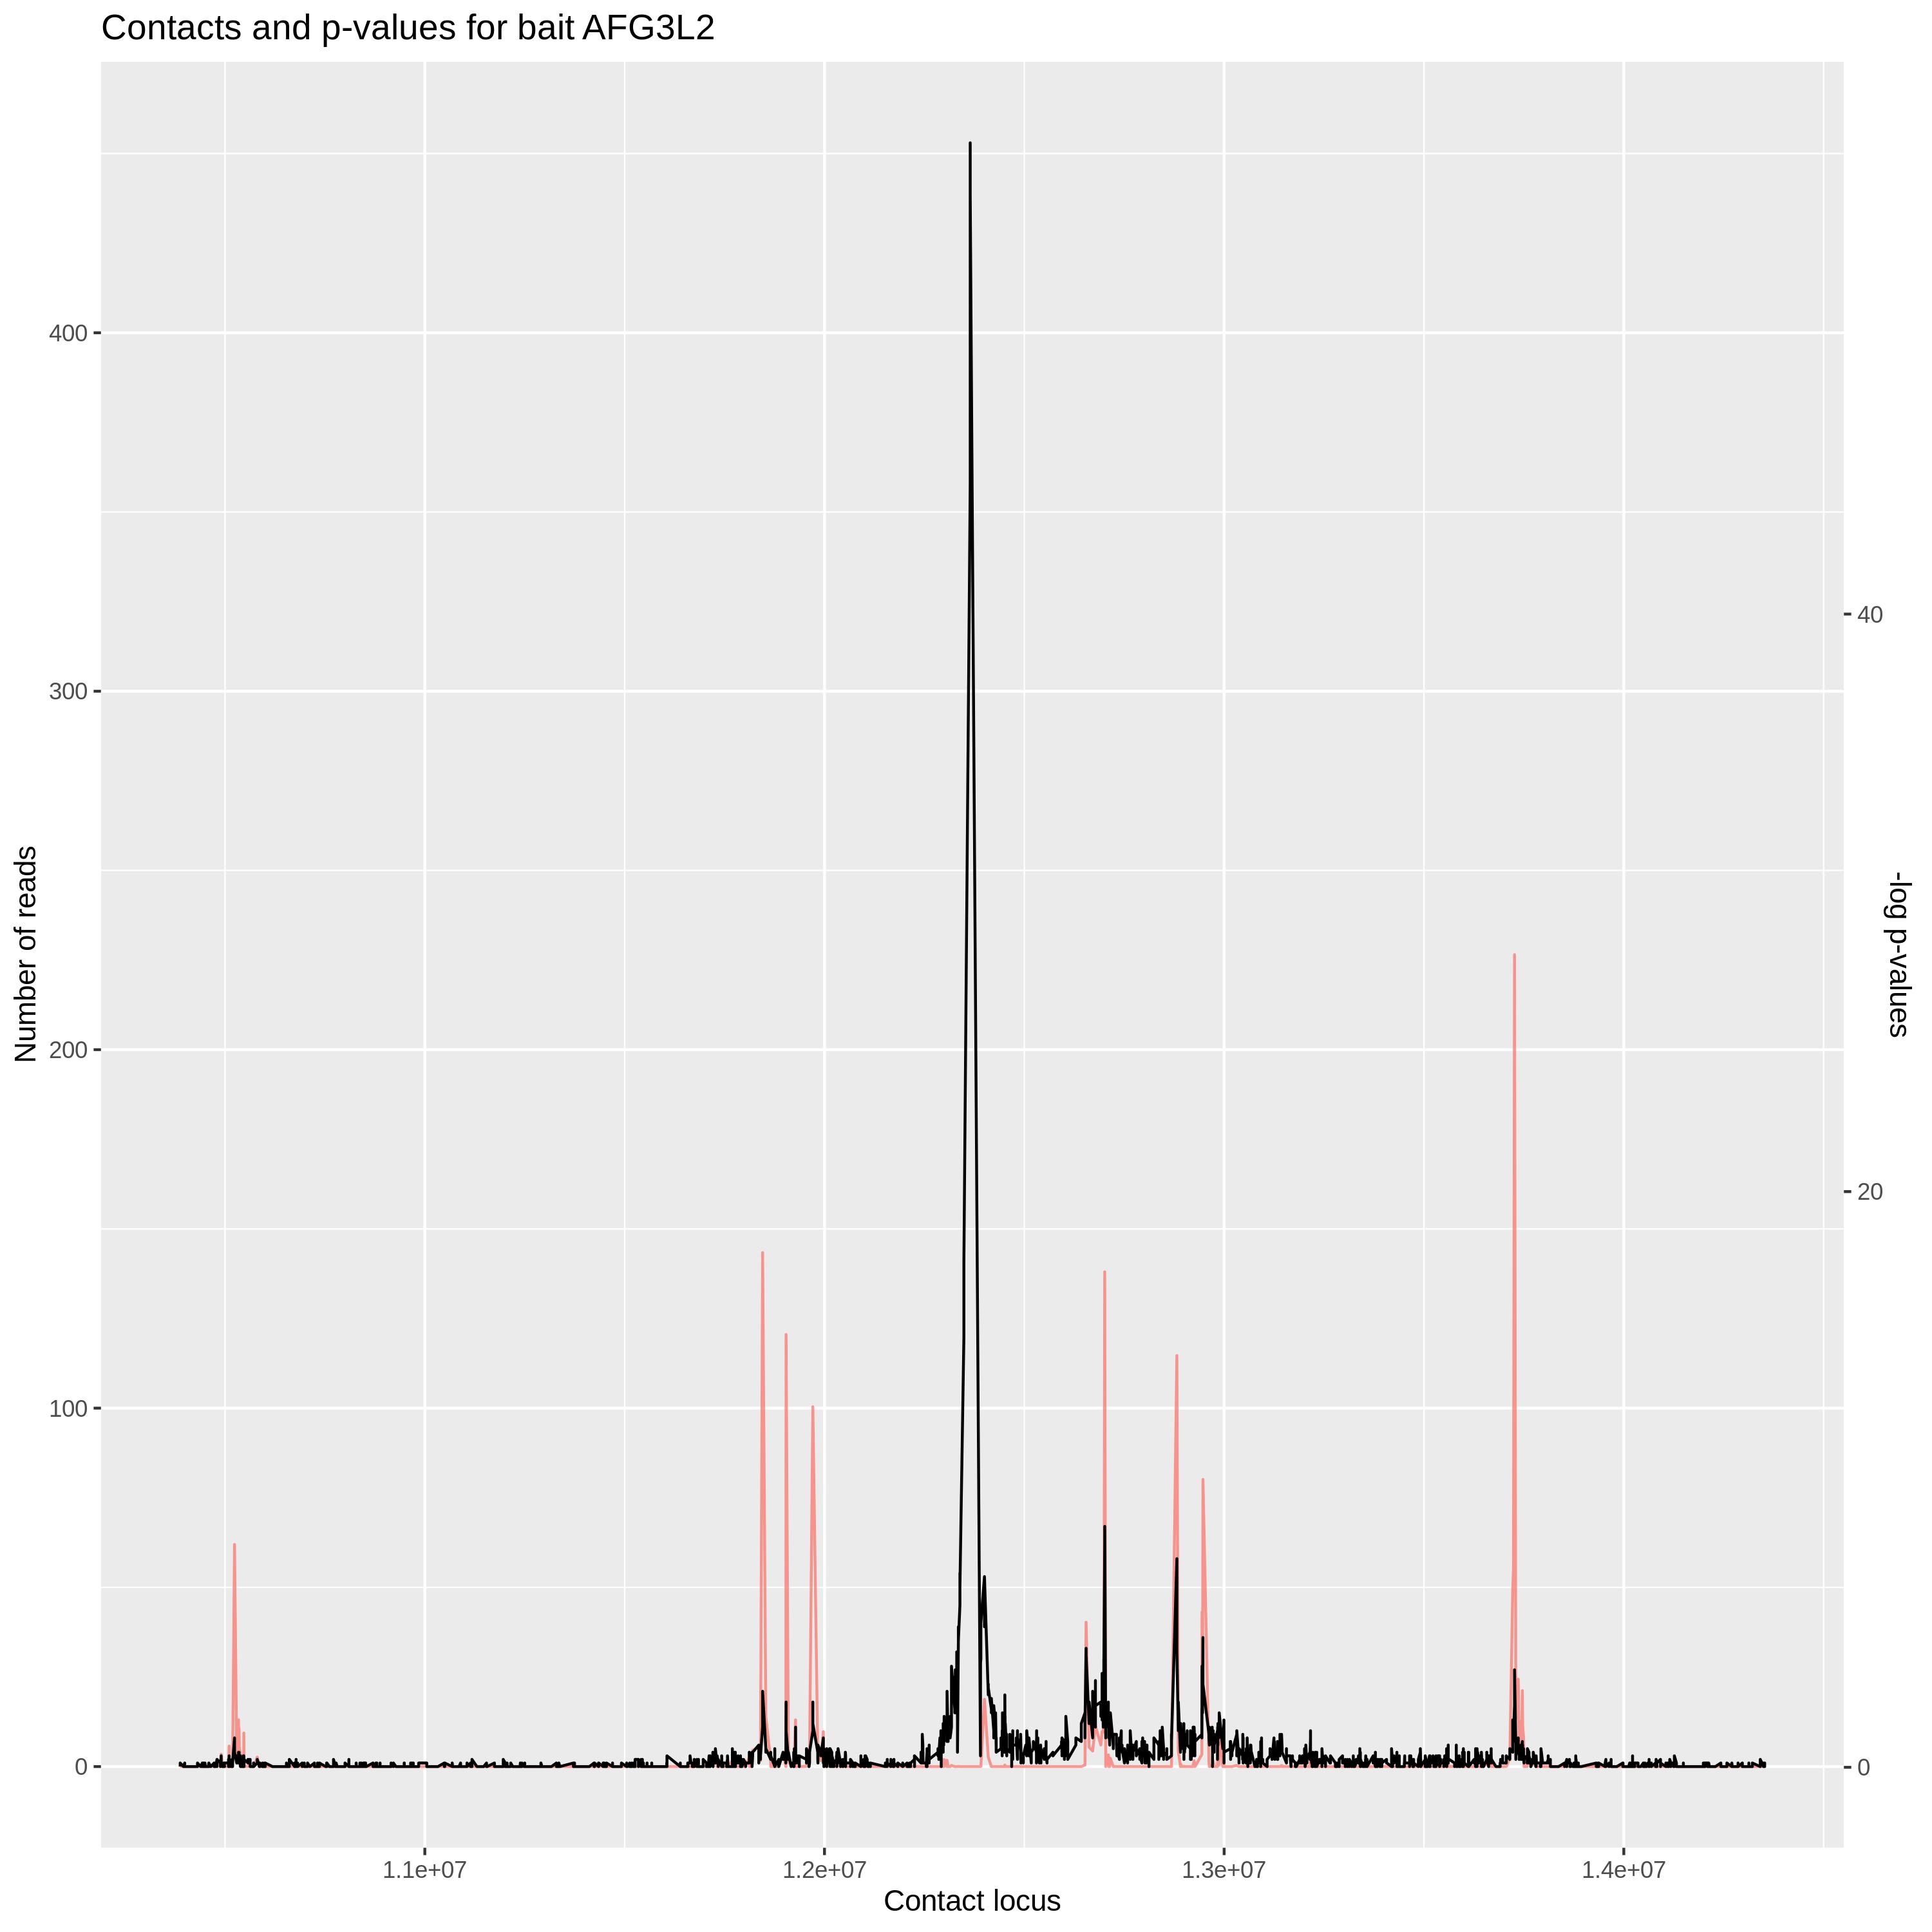 Contacts and p-values for bait AFG3L2
400
300
200
100
0
Number of reads
40
20
0
-log p-values
1.1e+07
1.2e+07
1.3e+07
1.4e+07
Contact locus